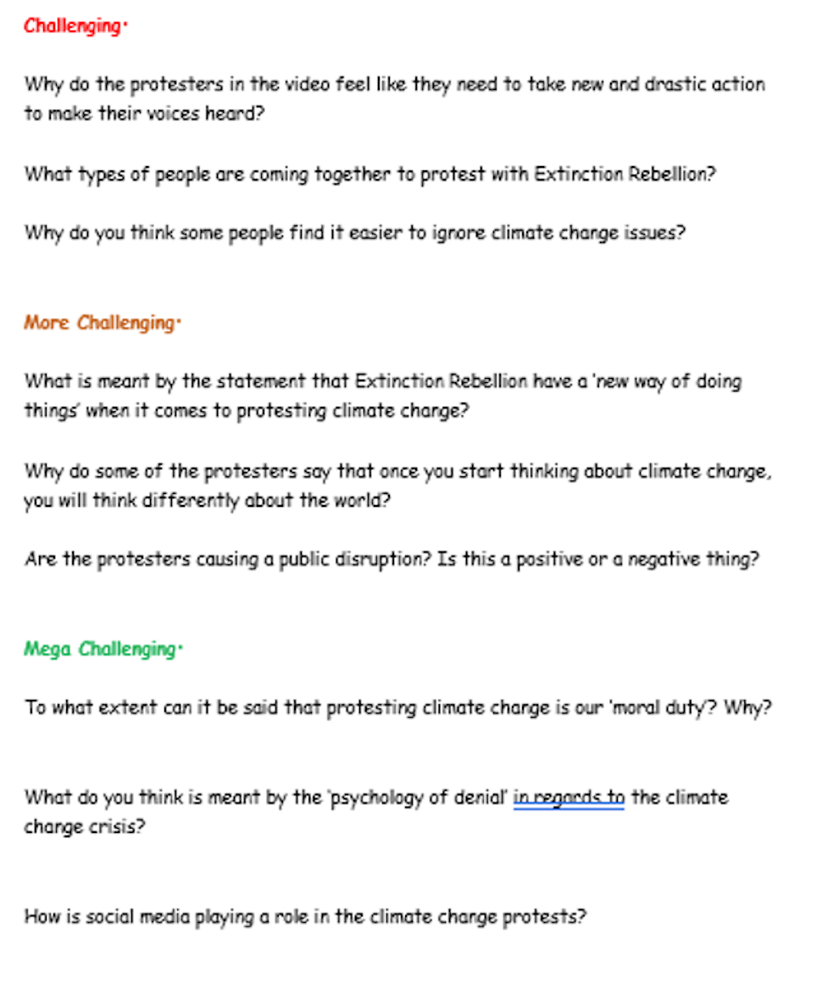 Challenging·
Why do the protesters in the video feel like they need to take new and drastic action
to make their voices heard?
What types of people are coming together to protest with Extinction Rebellion?
Why do you think some people find it easier to ignore climate change issues?
More Challenging·
What is meant by the statement that Extinction Rebellion have a 'new way of doing
things' when it comes to protesting climate change?
Why do some of the protesters say that once you start thinking about climate change,
you will think differently about the world?
Are the protesters causing a public disruption? Is this a positive or a negative thing?
Mega Challenging·
To what extent can it be said that protesting climate change is our 'moral duty'? Why?
What do you think is meant by the 'psychology of denial' in regards to the climate
change crisis?
How is social media playing a role in the climate change protests?